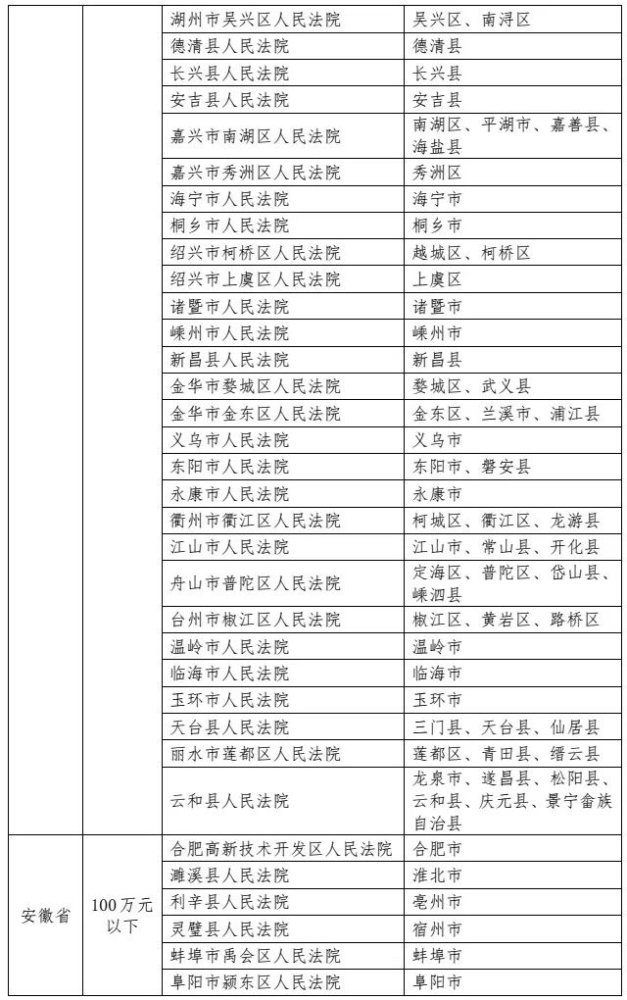 湖州市吴兴区人民法院 吴兴区、南浔区
德清县人民法院 德清县
长兴县人民法院 长兴县
安吉县人民法院 安吉县
嘉兴市南湖区人民法院 南湖区、平湖市、嘉善县、
海盐县
嘉兴市秀洲区人民法院 秀洲区
海宁市人民法院 海宁市
桐乡市人民法院 桐乡市
绍兴市柯桥区人民法院 越城区、柯桥区
绍兴市上虞区人民法院 上虞区
诸暨市人民法院 诸暨市
嵊州市人民法院 嵊州市
新昌县人民法院 新昌县
金华市婺城区人民法院 婺城区、武义县
金华市金东区人民法院 金东区、兰溪市、浦江县
义乌市人民法院 义乌市
东阳市人民法院 东阳市、磐安县
永康市人民法院 永康市
衢州市衢江区人民法院 柯城区、衢江区、龙游县
江山市人民法院 江山市、常山县、开化县
舟山市普陀区人民法院 定海区、普陀区、岱山县、
嵊泗县
台州市椒江区人民法院 椒江区、黄岩区、路桥区
温岭市人民法院 温岭市
临海市人民法院 临海市
玉环市人民法院 玉环市
天台县人民法院 三门县、天台县、仙居县
丽水市莲都区人民法院 莲都区、青田县、缙云县
云和县人民法院 龙泉市、遂昌县、松阳县、
云和县、庆元县、景宁畲族
自治县
安徽省 100万元
以下
合肥高新技术开发区人民法院 合肥市
濉溪县人民法院 淮北市
利辛县人民法院 亳州市
灵璧县人民法院 宿州市
蚌埠市禹会区人民法院 蚌埠市
阜阳市颍东区人民法院 阜阳市